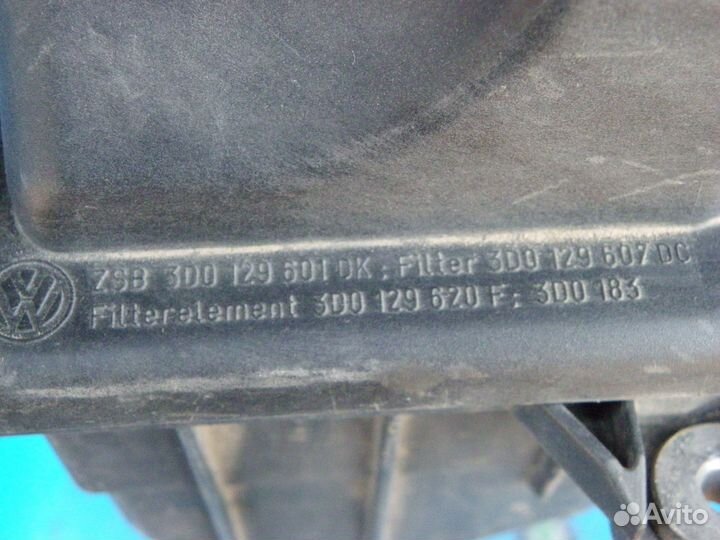 ZSB 3D0 129 601 DK; Filter 3D0 129 607 DC
Filterelement 3D0 129 620 F; 3D0 183
Avito